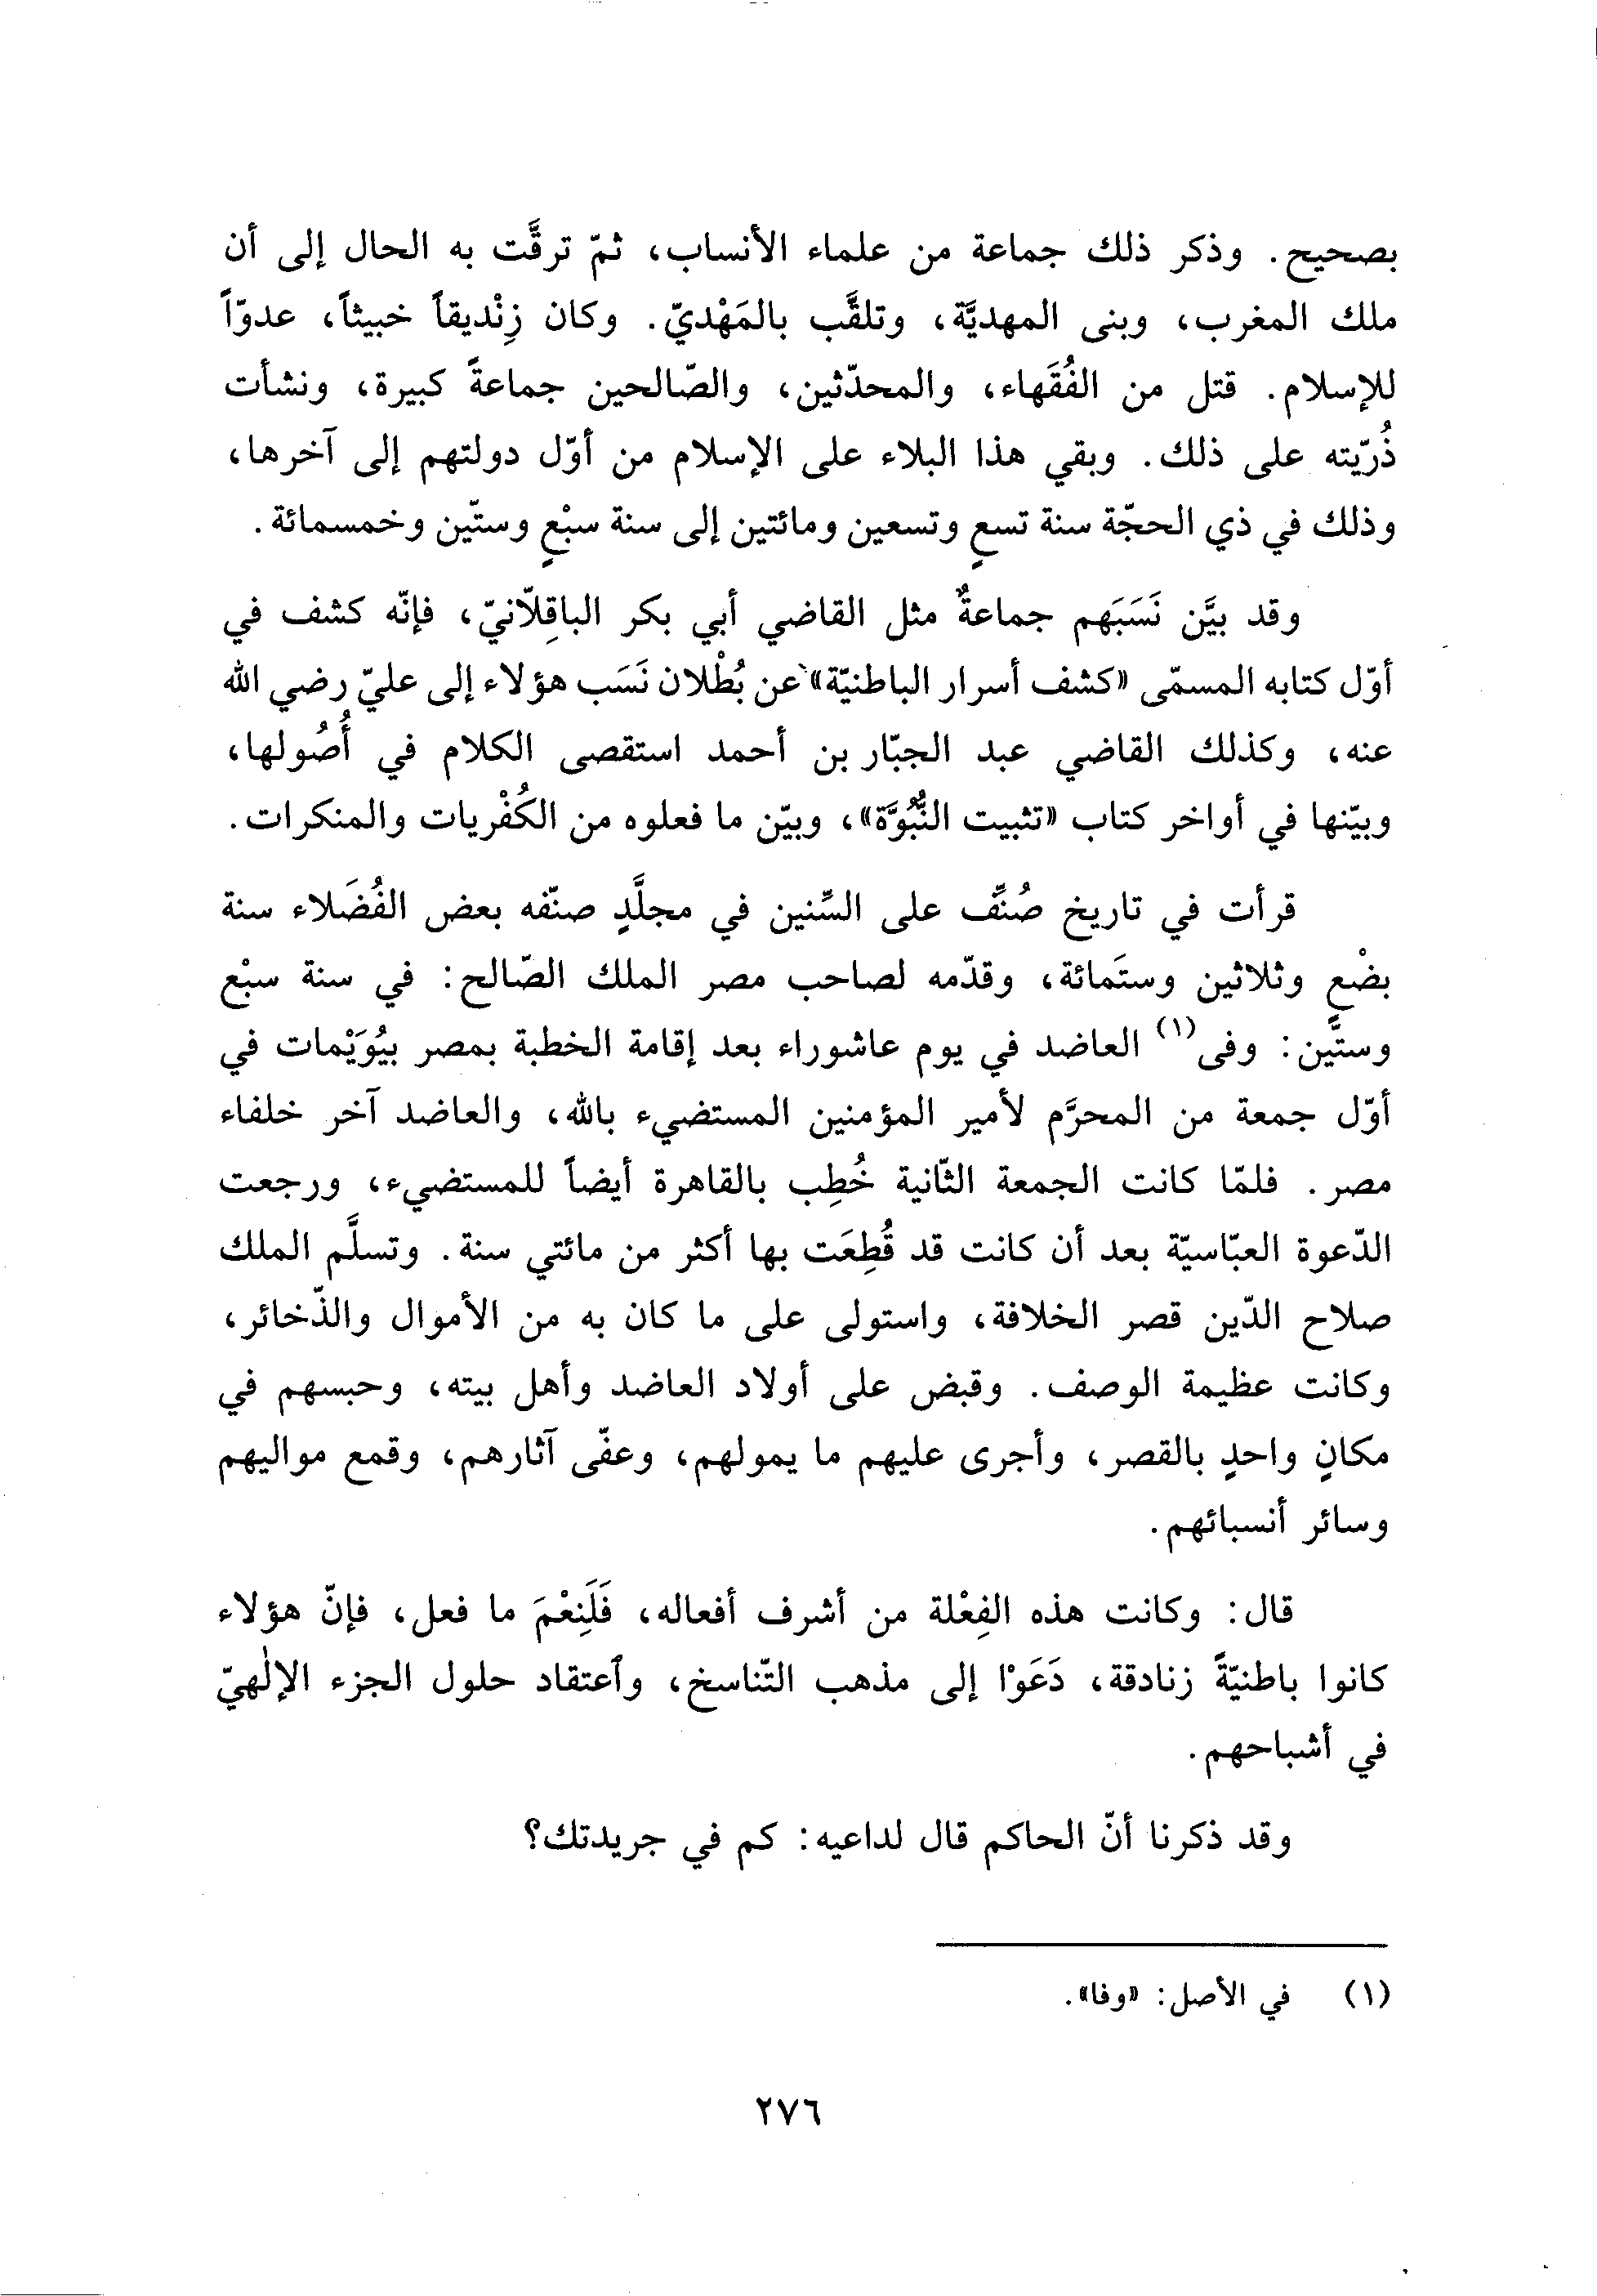 بصحيح. وذكر ذلك جماعة من علماء الأنساب، ثمّ ترقَّت به الحال إلى أن
ملك المغرب، وبنى المهديَّة، وتلقَّب بالمَهْديّ. وكان زِنْديقاً خبيثاً، عدوّاً
للإسلام. قتل من الفُقَهاء، والمحدّثين، والصّالحين جماعةً كبيرة، ونشأت
ذُرّيته على ذلك. وبقي هذا البلاء على الإسلام من أوّل دولتهم إلى آخرها،
وذلك في ذي الحجّة سنة تسعٍ وتسعين ومائتين إلى سنة سبْعٍ وستّين وخمسمائة.
وقد بيَّن نَسَبَهم جماعةٌ مثل القاضي أبي بكر الباقِلّانيّ، فإنّه كشف في
أوّل كتابه المسمّى «كشف أسرار الباطنيّة» عن بُطْلان نَسَب هؤلاء إلى عليّ رضي الله
عنه، وكذلك القاضي عبد الجبّار بن أحمد استقصى الكلام في أُصُولها،
وبيّنها في أواخر كتاب «تثبيت النُّبُوَّة»، وبيّن ما فعلوه من الكُفْريات والمنكرات.
قرأت في تاريخ صُنِّف على السِّنين في مجلَّدٍ صنّفه بعض الفُضَلاء سنة
بضْعٍ وثلاثين وستَمائة، وقدّمه لصاحب مصر الملك الصّالح: في سنة سبْع
وستَّين: وفى(١) العاضد في يوم عاشوراء بعد إقامة الخطبة بمصر بيُوَيْمات في
أوّل جمعة من المحرَّم لأمير المؤمنين المستضيء بالله، والعاضد آخر خلفاء
مصر. فلمّا كانت الجمعة الثّانية خُطِب بالقاهرة أيضاً للمستضيء، ورجعت
الدّعوة العبّاسيّة بعد أن كانت قد قُطِعَت بها أكثر من مائتي سنة. وتسلَّم الملك
صلاح الدّين قصر الخلافة، واستولى على ما كان به من الأموال والذّخائر،
وكانت عظيمة الوصف. وقبض على أولاد العاضد وأهل بيته، وحبسهم في
مكانٍ واحدٍ بالقصر، وأجرى عليهم ما يمولهم، وعفّى آثارهم، وقمع مواليهم
وسائر أنسبائهم.
قال: وكانت هذه الفِعْلة من أشرف أفعاله، فَلَنِعْمَ ما فعل، فإنّ هؤلاء
كانوا باطنيّةً زنادقة، دَعَوْا إلى مذهب التّناسخ، وٱعتقاد حلول الجزء الإلٰهيّ
في أشباحهم.
وقد ذكرنا أنّ الحاكم قال لداعيه: كم في جريدتك؟
(١) في الأصل: «وفا».
٢٧٦